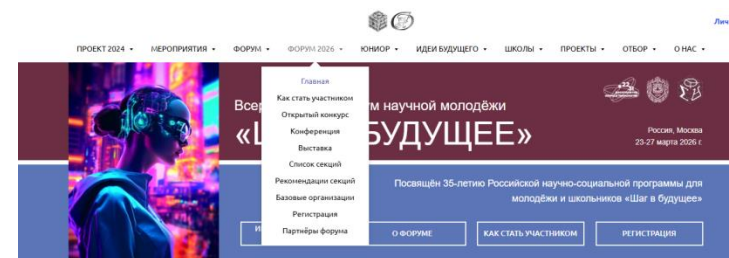 Лич
ПРОЕКТ 2024 МЕРОПРИЯТИЯ ФОРУМ ФОРУМ 2026 ЮНИОР ИДЕИ БУДУЩЕГО ШКОЛЫ ПРОЕКТЫ ОТБОР О НАС
Главная
Как стать участником
Открытый конкурс
Конференция
Выставка
Список секций
Рекомендации секций
Базовые организации
Регистрация
Партнёры форума
Всер ум научной молодёжи
« БУДУЩЕЕ»
Россия, Москва
23-27 марта 2026 г.
Посвящён 35-летию Российской научно-социальной программы для
молодёжи и школьников «Шаг в будущее»
О ФОРУМЕ КАК СТАТЬ УЧАСТНИКОМ РЕГИСТРАЦИЯ